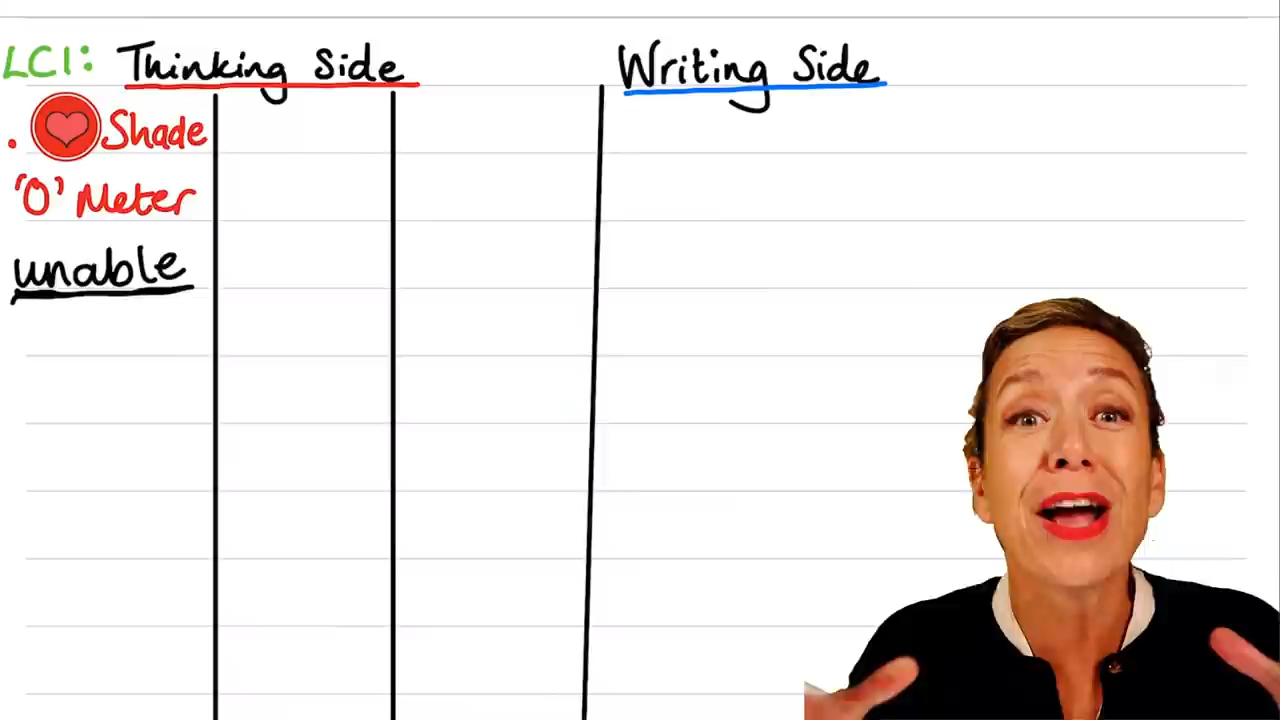 LC1: Thinking Side
Writing Side
. Shade
'O' Meter
unable